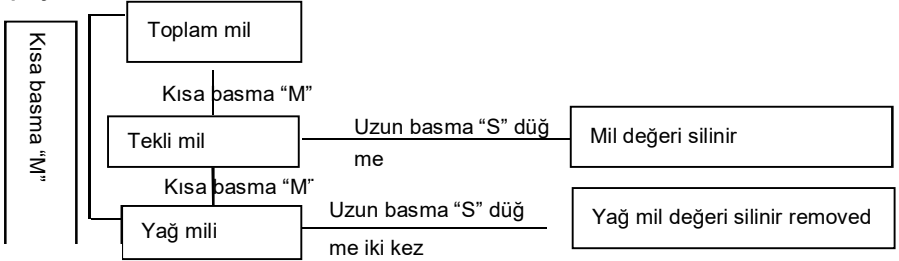 Toplam mil
Kısa basma “M”
Kısa basma “M”
Tekli mil
Uzun basma “S” düğ
me
Mil değeri silinir
Kısa basma “M”
Yağ mili
Uzun basma “S” düğ
me iki kez
Yağ mil değeri silinir removed